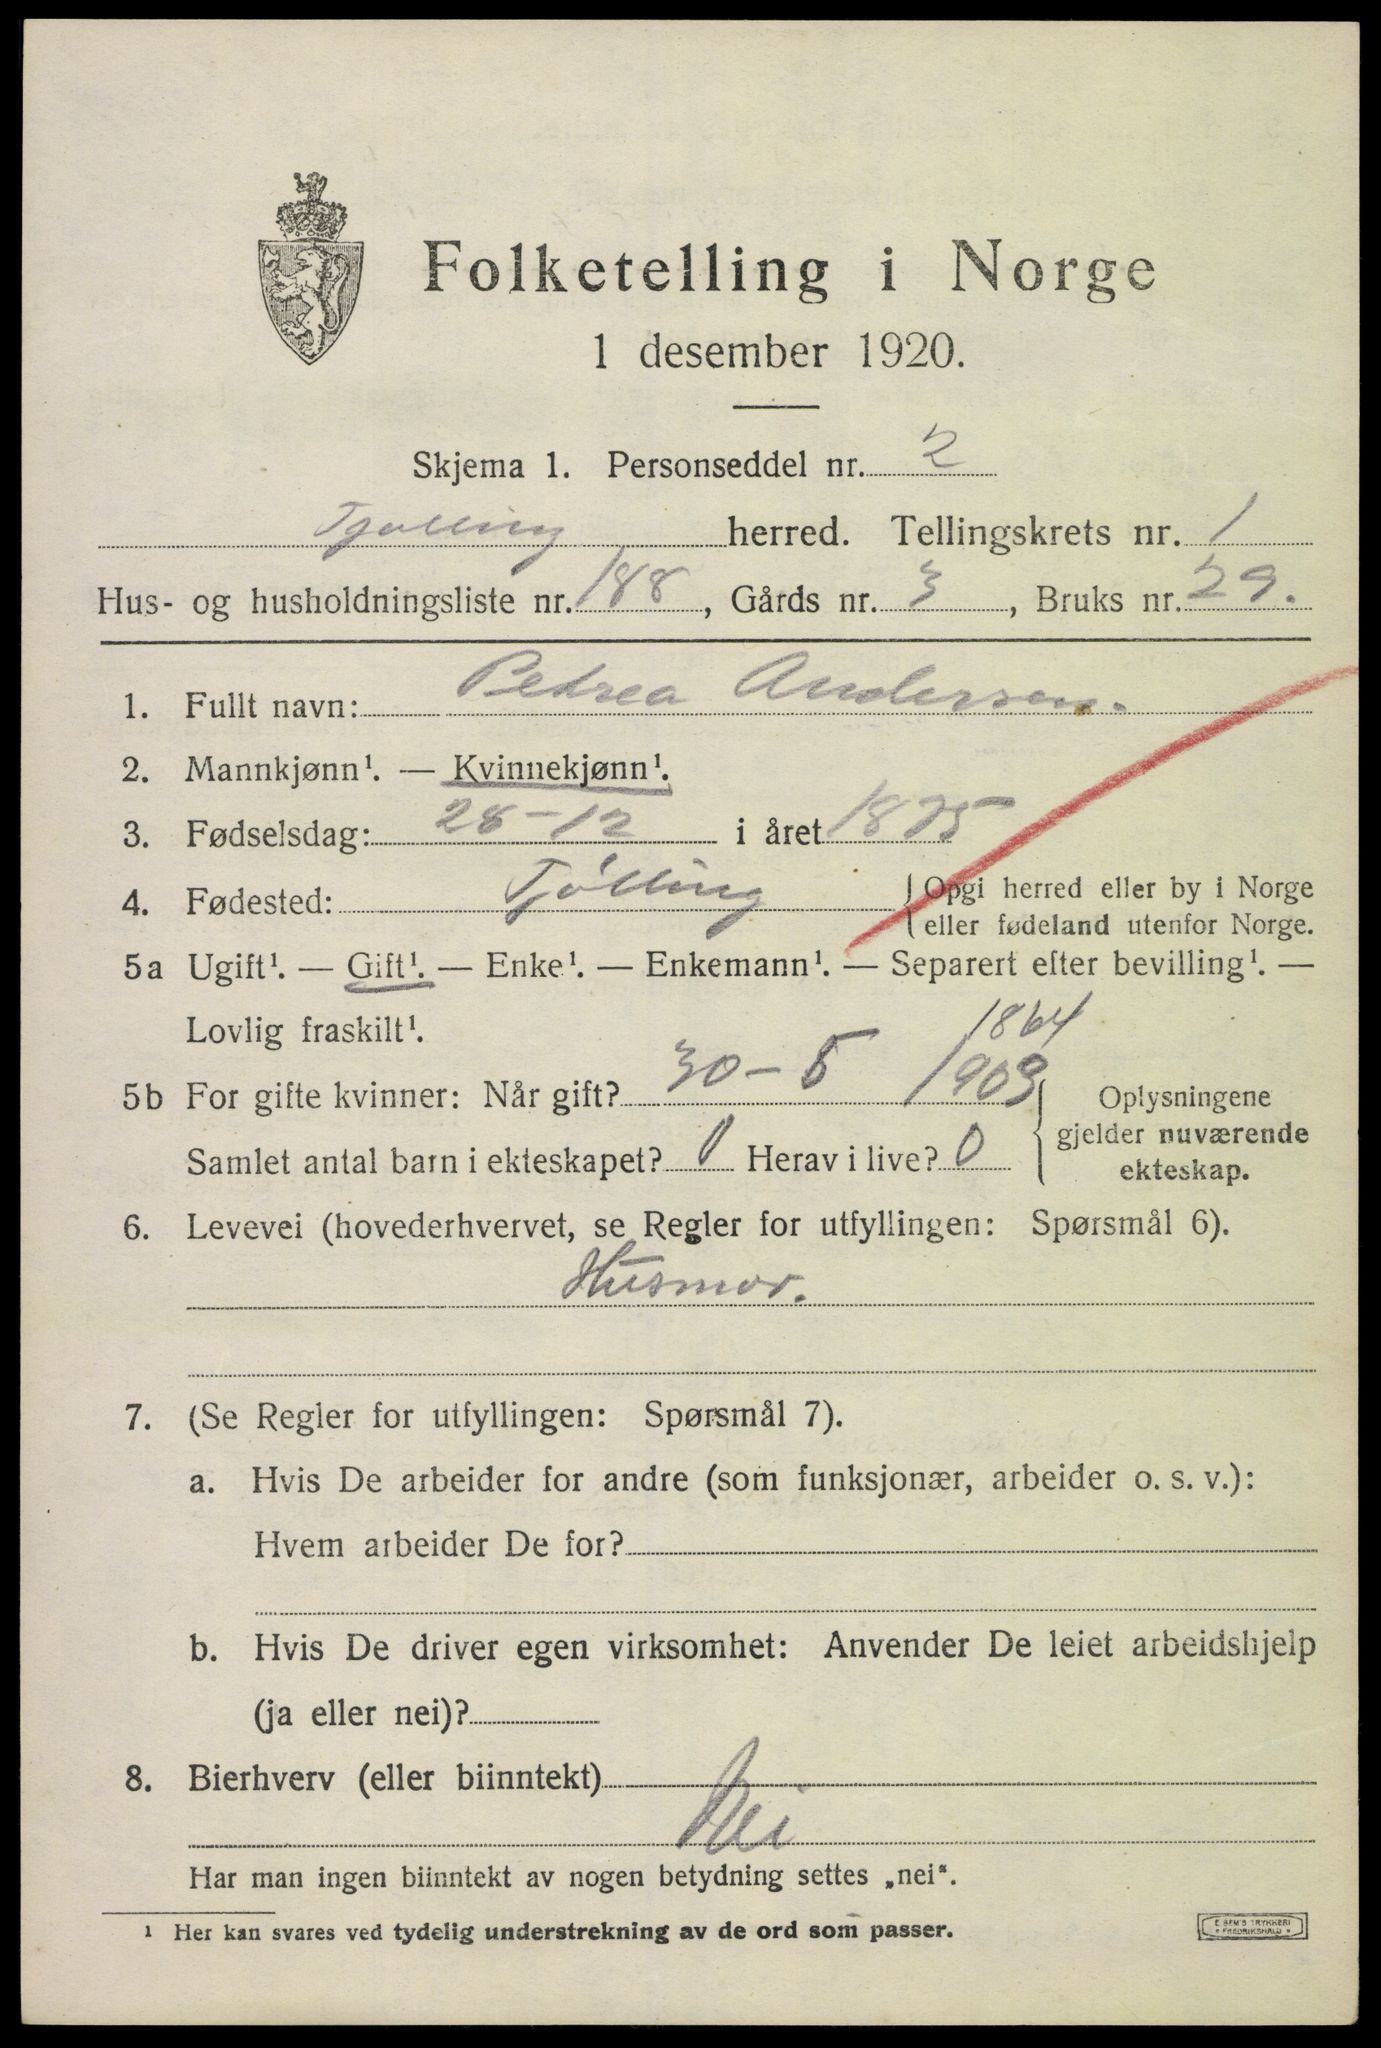 Folketelling i Norge
1 desember 1920.
Skjema 1. Personseddel nr. 2
Tjølling herred. Tellingskrets nr. 1
Hus- og husholdningsliste nr. 188, Gårds nr. 3, Bruks nr. 29.
1. Fullt navn: Petrea Andersen.
2. Mannkjønn¹. — Kvinnekjønn¹.
3. Fødselsdag: 28-12 i året 1875
4. Fødested: Tjölling {Opgi herred eller by i Norge
eller fødeland utenfor Norge.
5a Ugift¹. — Gift¹. — Enke¹. — Enkemann¹. — Separert efter bevilling¹. —
Lovlig fraskilt¹.
1864
5b For gifte kvinner: Når gift? 30-5 1903 } Oplysningene
gjelder nuværende
Samlet antal barn i ekteskapet? 0 Herav i live? 0
ekteskap.
6. Levevei (hovederhvervet, se Regler for utfyllingen: Spørsmål 6).
Husmor.
7. (Se Regler for utfyllingen: Spørsmål 7).
a. Hvis De arbeider for andre (som funksjonær, arbeider o. s. v.):
Hvem arbeider De for?
b. Hvis De driver egen virksomhet: Anvender De leiet arbeidshjelp
(ja eller nei)?
8. Bierhverv (eller biinntekt)
Nei
Har man ingen biinntekt av nogen betydning settes „nei“.
¹ Her kan svares ved tydelig understrekning av de ord som passer.
E SEM'S TRYKKERI
• FREDRIKSHALD •